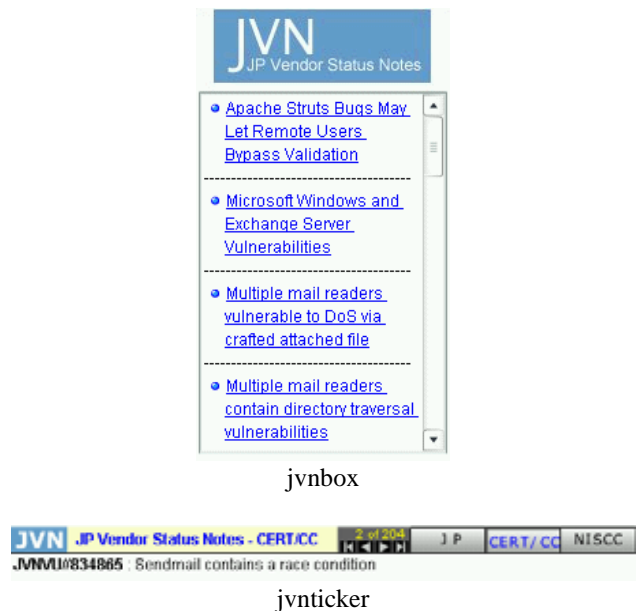 JVN
JP Vendor Status Notes
Apache Struts Bugs May
Let Remote Users
Bypass Validation
Microsoft Windows and
Exchange Server
Vulnerabilities
Multiple mail readers
vulnerable to DoS via
crafted attached file
Multiple mail readers
contain directory traversal
vulnerabilities
jvnbox
JVN JP Vendor Status Notes - CERT/CC 2 of 204 J P CERT/CC NISCC
JVNVU#834865 : Sendmail contains a race condition
jvnticker